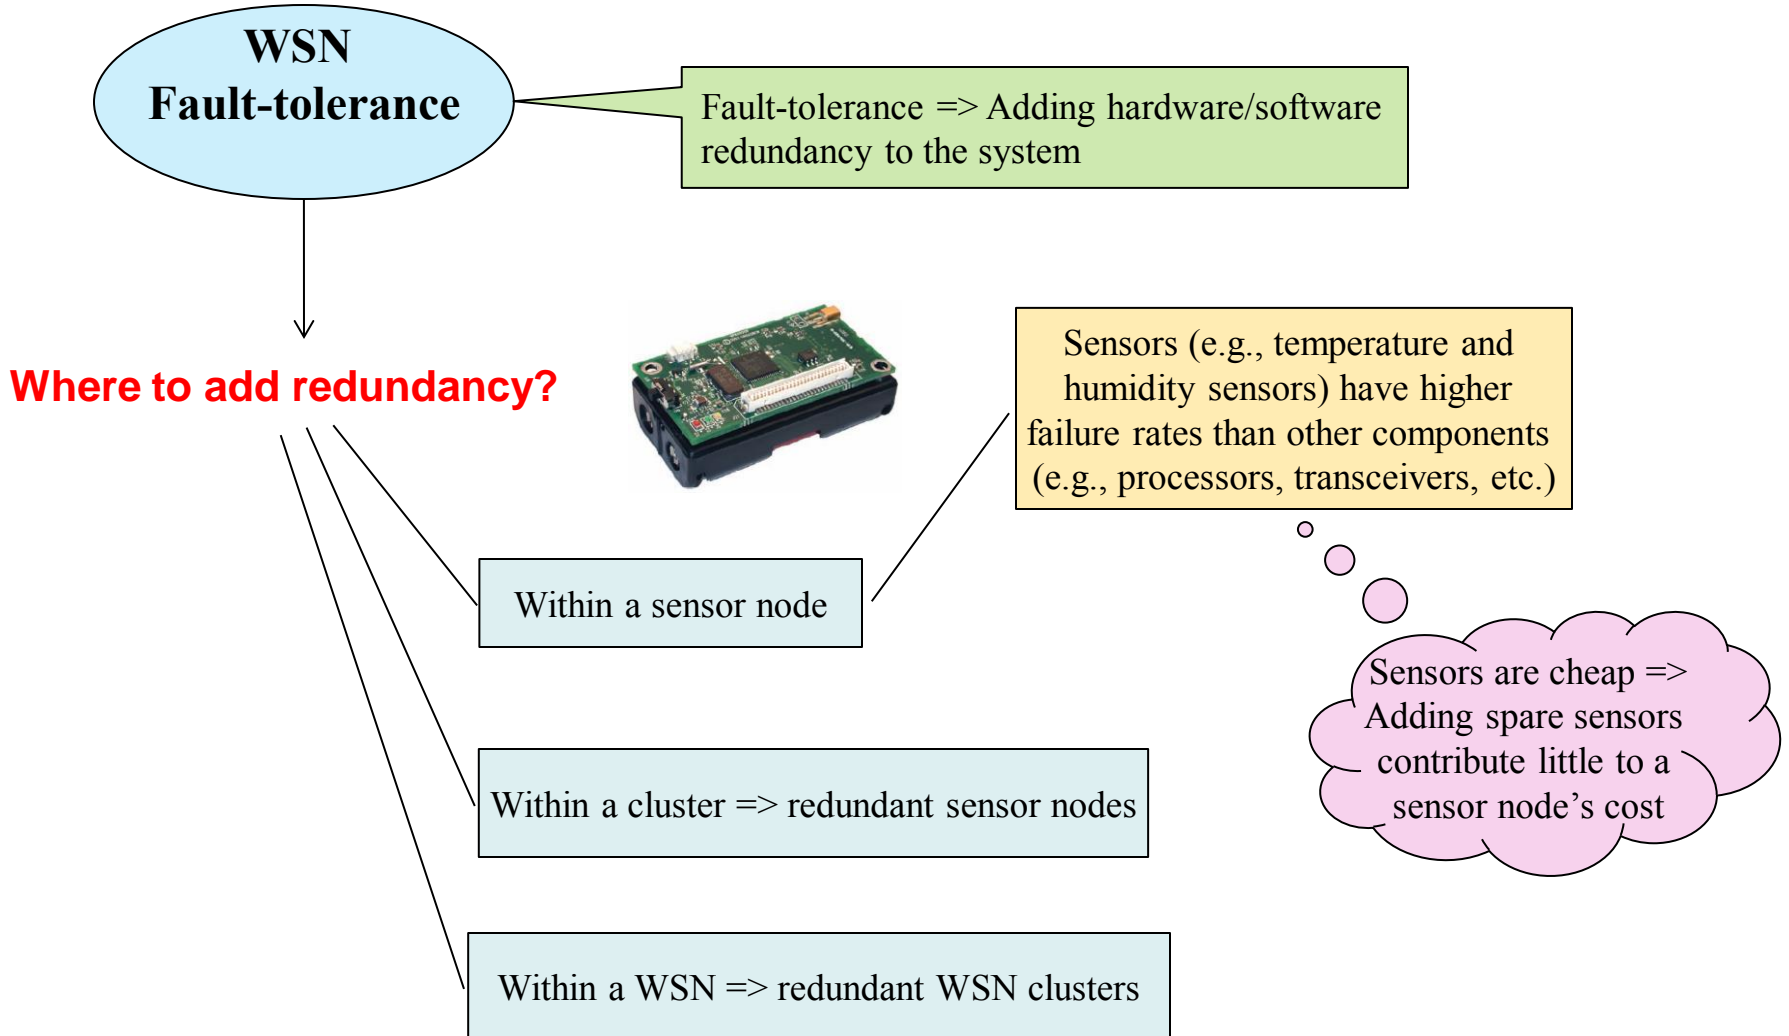 WSN
Fault-tolerance
Fault-tolerance => Adding hardware/software
redundancy to the system
Where to add redundancy?
Sensors (e.g., temperature and
humidity sensors) have higher
failure rates than other components
(e.g., processors, transceivers, etc.)
Within a sensor node
Sensors are cheap =>
Adding spare sensors
contribute little to a
sensor node’s cost
Within a cluster => redundant sensor nodes
Within a WSN => redundant WSN clusters